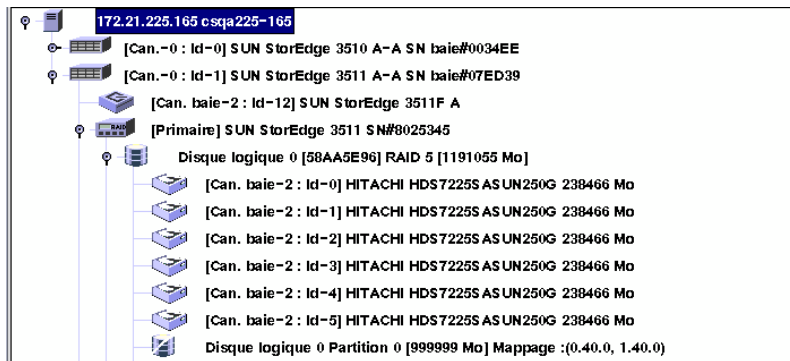 172.21.225.165 csqa225-165
[Can.-0 : Id-0] SUN StorEdge 3510 A-A SN baie#0034EE
[Can.-0 : Id-1] SUN StorEdge 3511 A-A SN baie#07ED39
[Can. baie-2 : Id-12] SUN StorEdge 3511F A
RAID [Primaire] SUN StorEdge 3511 SN#8025345
Disque logique 0 [58AA5E96] RAID 5 [1191055 Mo]
[Can. baie-2 : Id-0] HITACHI HDS7225SASUN250G 238466 Mo
[Can. baie-2 : Id-1] HITACHI HDS7225SASUN250G 238466 Mo
[Can. baie-2 : Id-2] HITACHI HDS7225SASUN250G 238466 Mo
[Can. baie-2 : Id-3] HITACHI HDS7225SASUN250G 238466 Mo
[Can. baie-2 : Id-4] HITACHI HDS7225SASUN250G 238466 Mo
[Can. baie-2 : Id-5] HITACHI HDS7225SASUN250G 238466 Mo
Disque logique 0 Partition 0 [999999 Mo] Mappage :(0.40.0, 1.40.0)